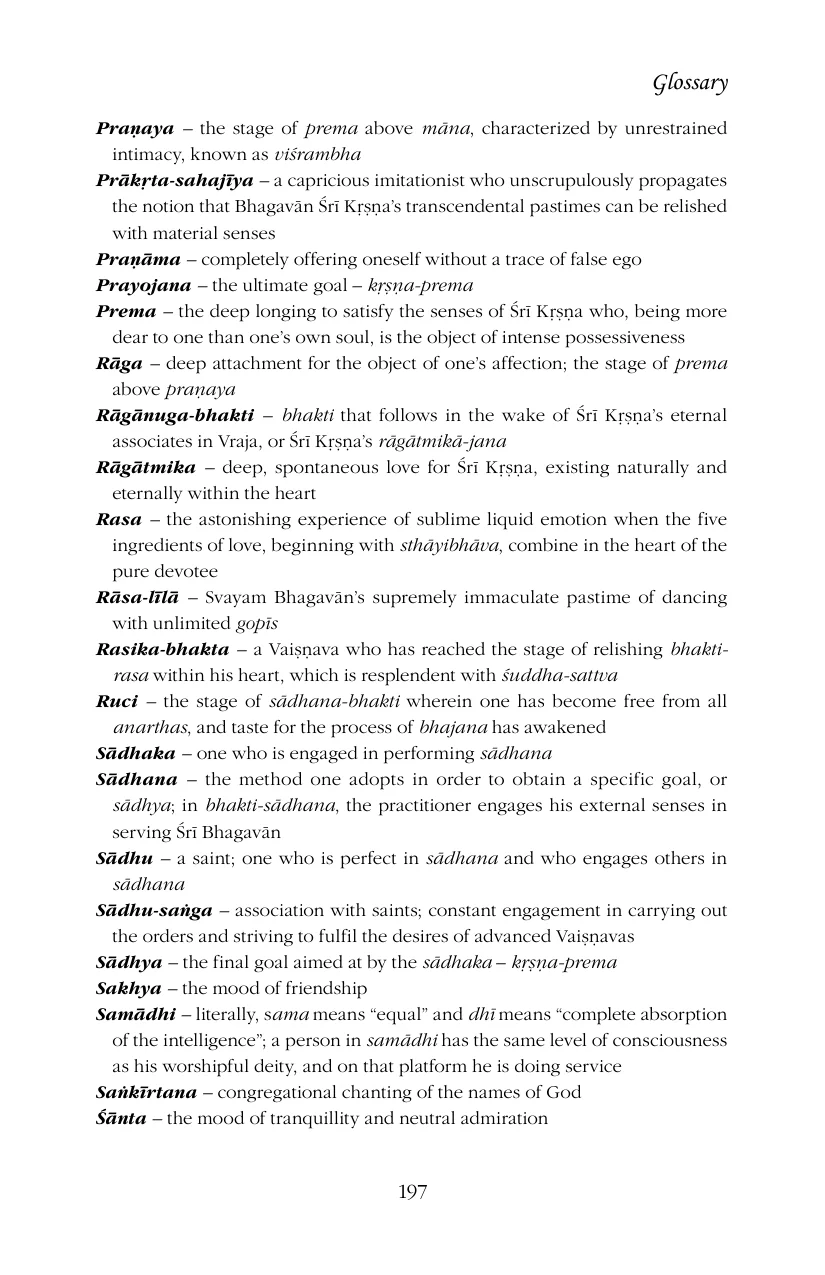 Glossary
Praṇaya – the stage of prema above māna, characterized by unrestrained
intimacy, known as viśrambha
Prākṛta-sahajīya – a capricious imitationist who unscrupulously propagates
the notion that Bhagavān Śrī Kṛṣṇa’s transcendental pastimes can be relished
with material senses
Praṇāma – completely offering oneself without a trace of false ego
Prayojana – the ultimate goal – kṛṣṇa-prema
Prema – the deep longing to satisfy the senses of Śrī Kṛṣṇa who, being more
dear to one than one’s own soul, is the object of intense possessiveness
Rāga – deep attachment for the object of one’s affection; the stage of prema
above praṇaya
Rāgānuga-bhakti – bhakti that follows in the wake of Śrī Kṛṣṇa’s eternal
associates in Vraja, or Śrī Kṛṣṇa’s rāgātmikā-jana
Rāgātmika – deep, spontaneous love for Śrī Kṛṣṇa, existing naturally and
eternally within the heart
Rasa – the astonishing experience of sublime liquid emotion when the five
ingredients of love, beginning with sthāyibhāva, combine in the heart of the
pure devotee
Rāsa-līlā – Svayam Bhagavān’s supremely immaculate pastime of dancing
with unlimited gopīs
Rasika-bhakta – a Vaiṣṇava who has reached the stage of relishing bhakti-
rasa within his heart, which is resplendent with śuddha-sattva
Ruci – the stage of sādhana-bhakti wherein one has become free from all
anarthas, and taste for the process of bhajana has awakened
Sādhaka – one who is engaged in performing sādhana
Sādhana – the method one adopts in order to obtain a specific goal, or
sādhya; in bhakti-sādhana, the practitioner engages his external senses in
serving Śrī Bhagavān
Sādhu – a saint; one who is perfect in sādhana and who engages others in
sādhana
Sādhu-saṅga – association with saints; constant engagement in carrying out
the orders and striving to fulfil the desires of advanced Vaiṣṇavas
Sādhya – the final goal aimed at by the sādhaka – kṛṣṇa-prema
Sakhya – the mood of friendship
Samādhi – literally, sama means “equal” and dhī means “complete absorption
of the intelligence”; a person in samādhi has the same level of consciousness
as his worshipful deity, and on that platform he is doing service
Saṅkīrtana – congregational chanting of the names of God
Śānta – the mood of tranquillity and neutral admiration
197